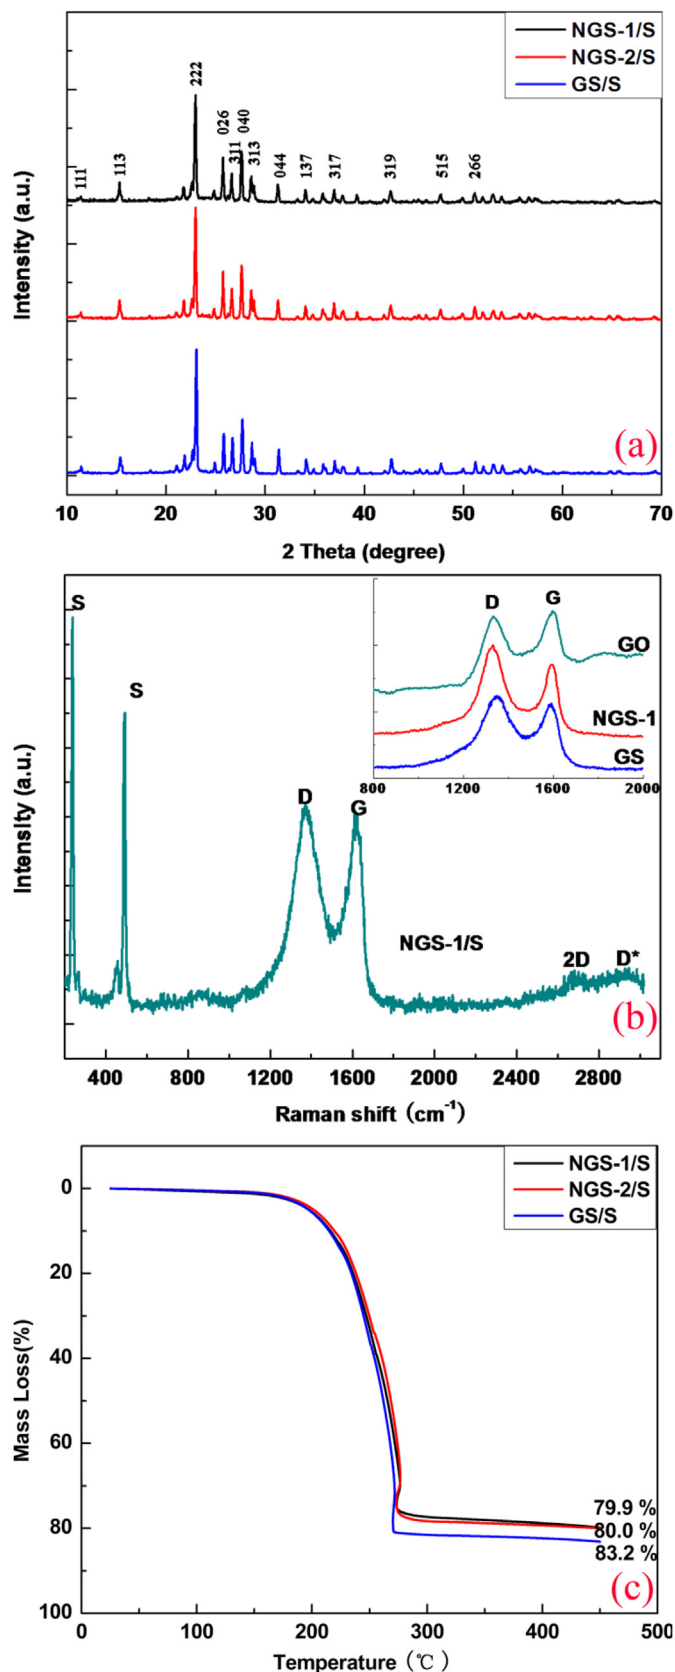 NGS-1/S
NGS-2/S
GS/S
111
113
222
026
311
040
313
044
137
317
319
515
266
Intensity (a.u.)
(a)
10 20 30 40 50 60 70
2 Theta (degree)
S
S
D
G
NGS-1/S
2D
D*
D
G
GO
NGS-1
GS
800 1200 1600 2000
Intensity (a.u.)
(b)
400 800 1200 1600 2000 2400 2800
Raman shift (cm⁻¹)
NGS-1/S
NGS-2/S
GS/S
0
20
40
60
80
100
Mass Loss(%)
79.9 %
80.0 %
83.2 %
(c)
0 100 200 300 400 500
Temperature (℃)